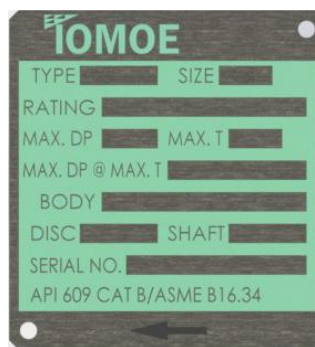 TOMOE
TYPE SIZE
RATING
MAX. DP MAX. T
MAX. DP @ MAX. T
BODY
DISC SHAFT
SERIAL NO.
API 609 CAT B/ASME B16.34